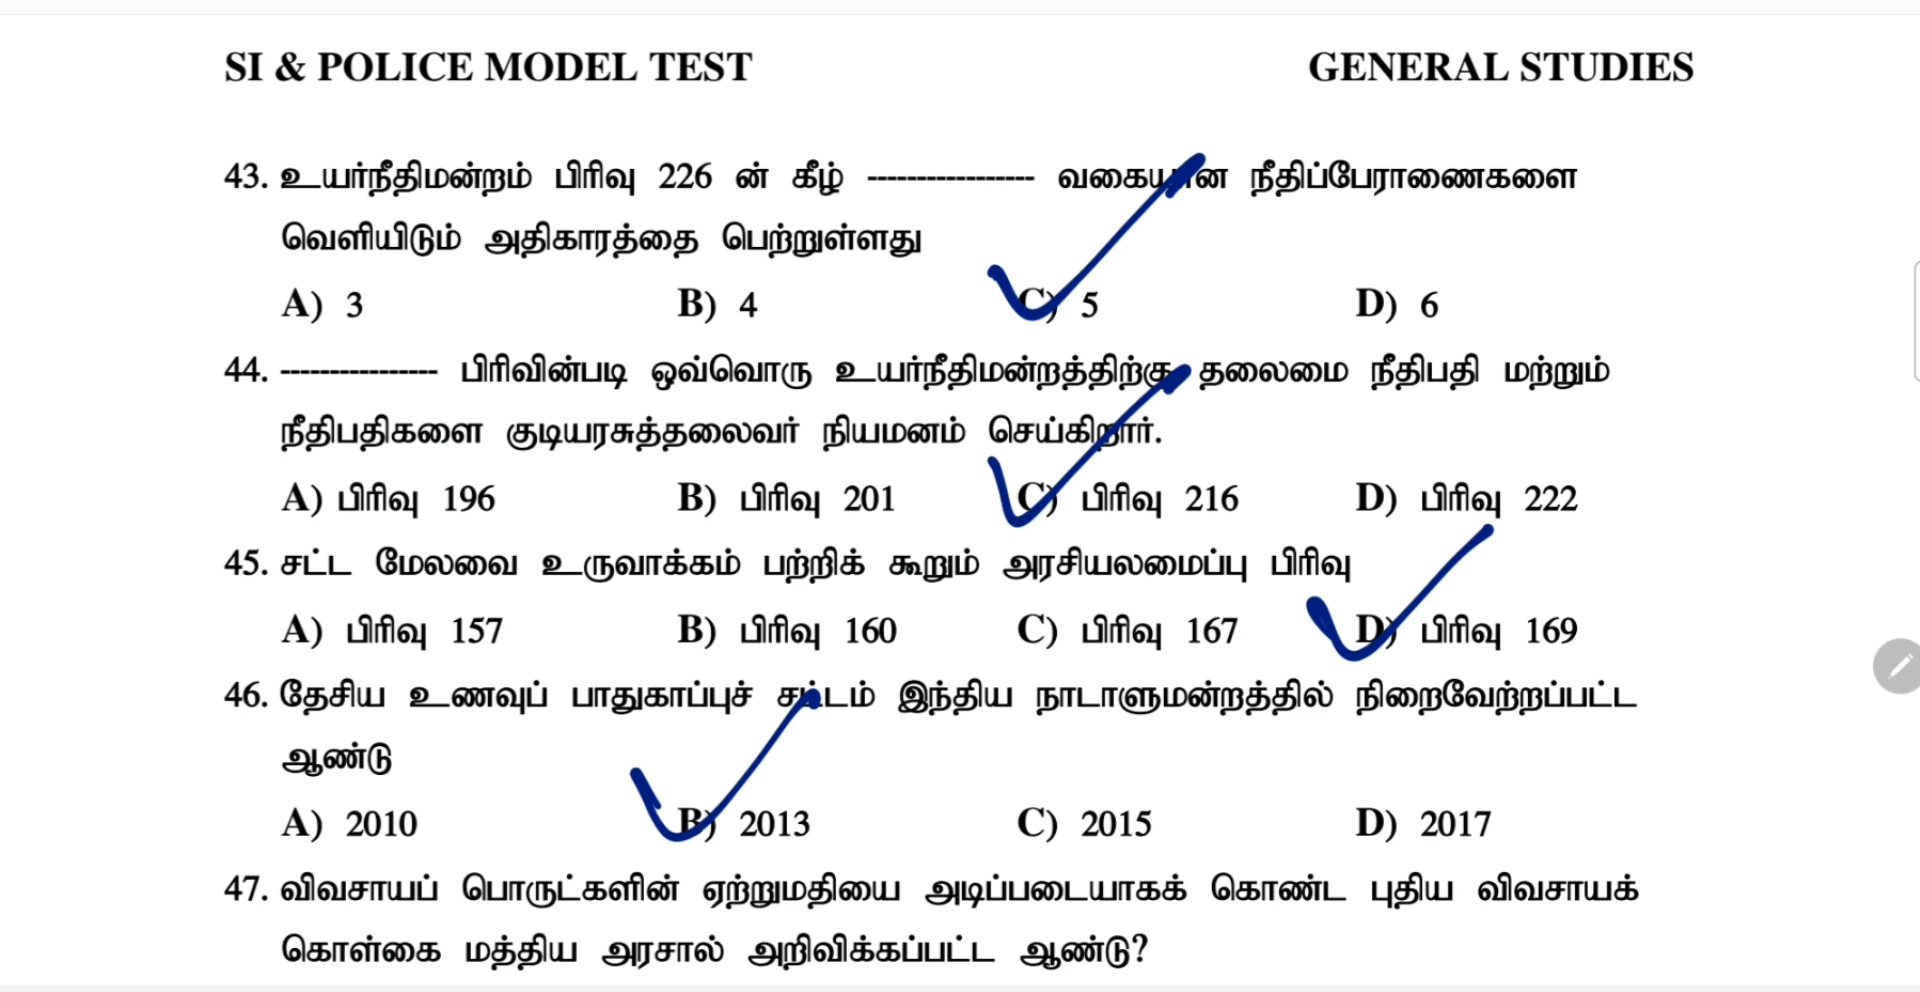 SI & POLICE MODEL TEST GENERAL STUDIES
43. உயர்நீதிமன்றம் பிரிவு 226 ன் கீழ் ----------------- வகையான நீதிப்பேராணைகளை
வெளியிடும் அதிகாரத்தை பெற்றுள்ளது
A) 3 B) 4 C) 5 D) 6
44. ---------------- பிரிவின்படி ஒவ்வொரு உயர்நீதிமன்றத்திற்கு தலைமை நீதிபதி மற்றும்
நீதிபதிகளை குடியரசுத்தலைவர் நியமனம் செய்கிறார்.
A) பிரிவு 196 B) பிரிவு 201 C) பிரிவு 216 D) பிரிவு 222
45. சட்ட மேலவை உருவாக்கம் பற்றிக் கூறும் அரசியலமைப்பு பிரிவு
A) பிரிவு 157 B) பிரிவு 160 C) பிரிவு 167 D) பிரிவு 169
46. தேசிய உணவுப் பாதுகாப்புச் சட்டம் இந்திய நாடாளுமன்றத்தில் நிறைவேற்றப்பட்ட
ஆண்டு
A) 2010 B) 2013 C) 2015 D) 2017
47. விவசாயப் பொருட்களின் ஏற்றுமதியை அடிப்படையாகக் கொண்ட புதிய விவசாயக்
கொள்கை மத்திய அரசால் அறிவிக்கப்பட்ட ஆண்டு?